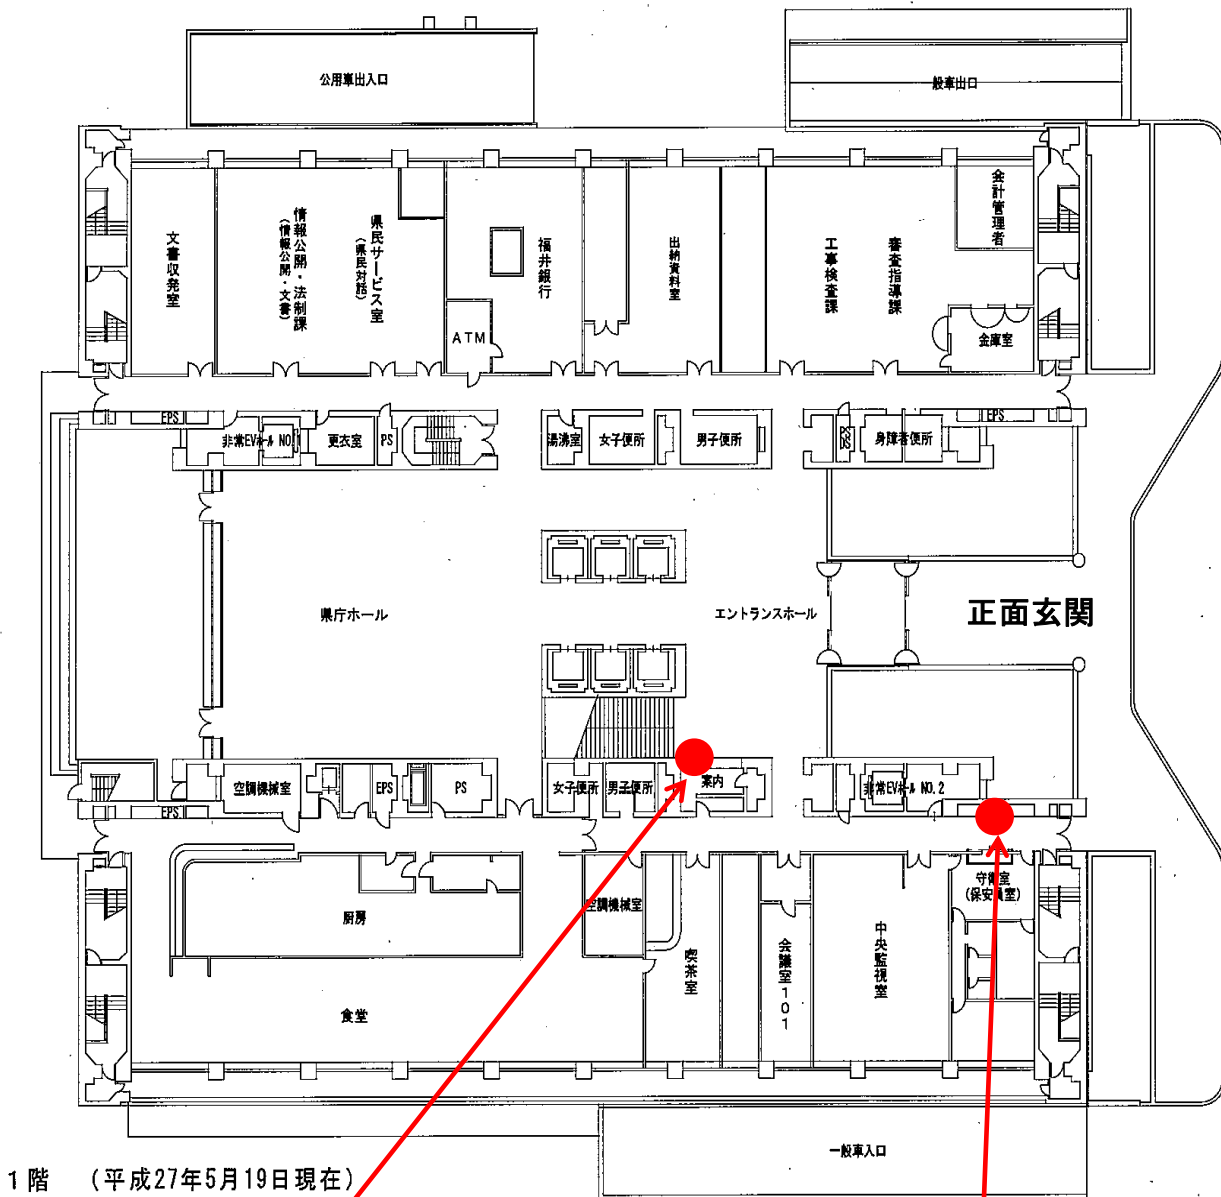 公用車出入口
一般車出口
文書収発室
情報公開・法制課
（情報公開・文書）
県民サービス室
（県民対話）
福井銀行
ATM
出納資料室
工事検査課
審査指導課
会計管理者
金庫室
EPS
非常EVホール NO.1
更衣室
PS
湯沸室
女子便所
男子便所
身障者便所
EPS
県庁ホール
エントランスホール
正面玄関
空調機械室
EPS
PS
女子便所
男子便所
案内
非常EVホール NO.2
EPS
厨房
空調機械室
喫茶室
会議室101
中央監視室
守衛室
(保安員室)
食堂
一般車入口
1階 (平成27年5月19日現在)